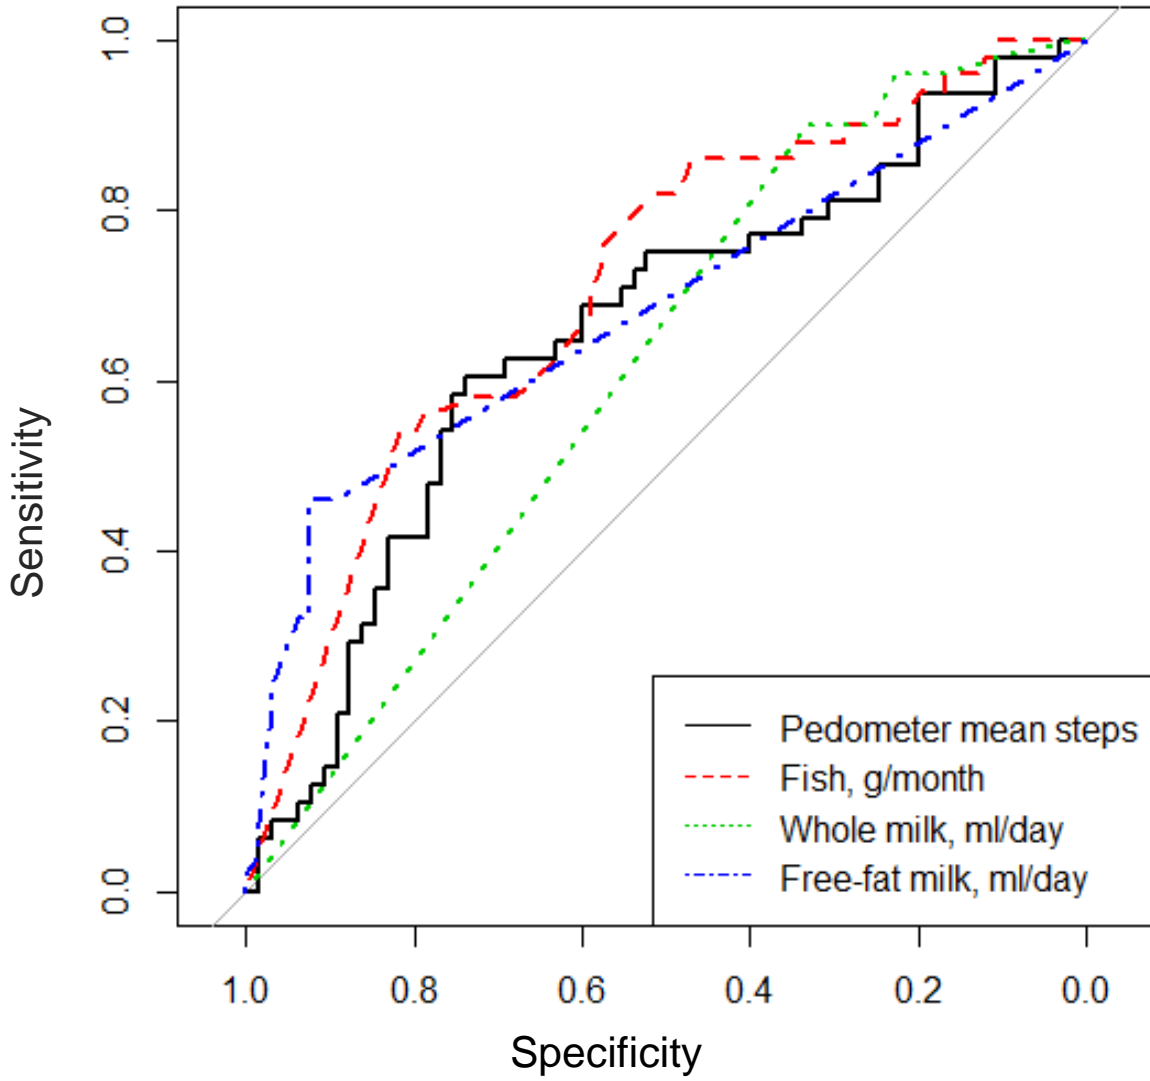 1.0
0.8
0.6
0.4
0.2
0.0
Sensitivity
Pedometer mean steps
Fish, g/month
Whole milk, ml/day
Free-fat milk, ml/day
1.0 0.8 0.6 0.4 0.2 0.0
Specificity